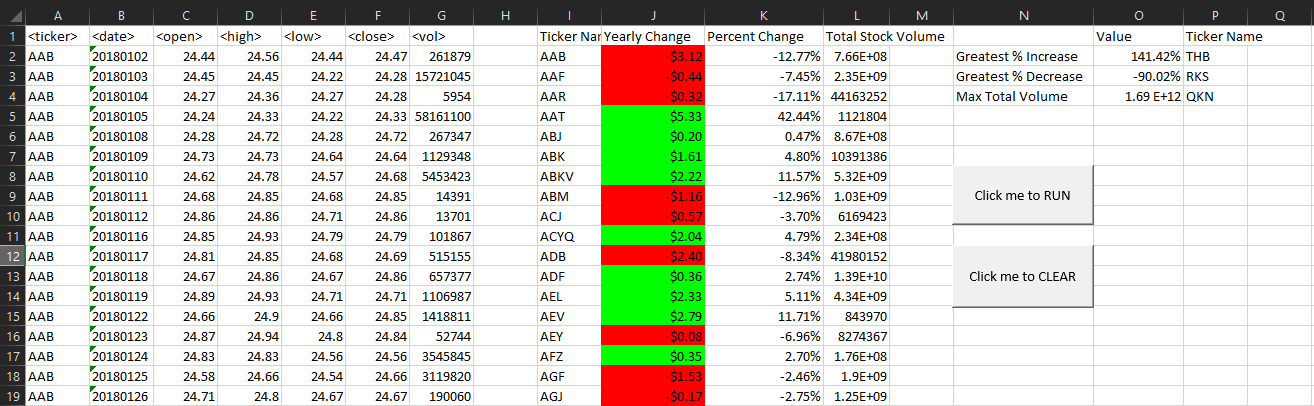 A B C D E F G H I J K L M N O P Q
1 <ticker> <date> <open> <high> <low> <close> <vol> Ticker Nar Yearly Change Percent Change Total Stock Volume Value Ticker Name
2 AAB 20180102 24.44 24.56 24.44 24.47 261879 AAB -$3.12 -12.77% 7.66E+08 Greatest % Increase 141.42% THB
3 AAB 20180103 24.45 24.45 24.22 24.28 15721045 AAF -$0.44 -7.45% 2.35E+09 Greatest % Decrease -90.02% RKS
4 AAB 20180104 24.27 24.36 24.27 24.28 5954 AAR -$0.32 -17.11% 44163252 Max Total Volume 1.69 E+12 QKN
5 AAB 20180105 24.24 24.33 24.22 24.33 58161100 AAT $5.33 42.44% 1121804
6 AAB 20180108 24.28 24.72 24.28 24.72 267347 ABJ $0.20 0.47% 8.67E+08
7 AAB 20180109 24.73 24.73 24.64 24.64 1129348 ABK $1.61 4.80% 10391386
8 AAB 20180110 24.62 24.78 24.57 24.68 5453423 ABKV $2.22 11.57% 5.32E+09
9 AAB 20180111 24.68 24.85 24.68 24.85 14391 ABM -$1.16 -12.96% 1.03E+09 Click me to RUN
10 AAB 20180112 24.86 24.86 24.71 24.86 13701 ACJ -$0.57 -3.70% 6169423
11 AAB 20180116 24.85 24.93 24.79 24.79 101867 ACYQ $2.04 4.79% 2.34E+08
12 AAB 20180117 24.81 24.85 24.68 24.69 515155 ADB -$2.40 -8.34% 41980152
13 AAB 20180118 24.67 24.86 24.67 24.86 657377 ADF $0.36 2.74% 1.39E+10 Click me to CLEAR
14 AAB 20180119 24.89 24.93 24.71 24.71 1106987 AEL $2.33 5.11% 4.34E+09
15 AAB 20180122 24.66 24.9 24.66 24.85 1418811 AEV $2.79 11.71% 843970
16 AAB 20180123 24.87 24.94 24.8 24.84 52744 AEY -$0.08 -6.96% 8274367
17 AAB 20180124 24.83 24.83 24.56 24.56 3545845 AFZ $0.35 2.70% 1.76E+08
18 AAB 20180125 24.58 24.66 24.54 24.66 3119820 AGF -$1.53 -2.46% 1.9E+09
19 AAB 20180126 24.71 24.8 24.67 24.67 190060 AGJ -$0.17 -2.75% 1.25E+09